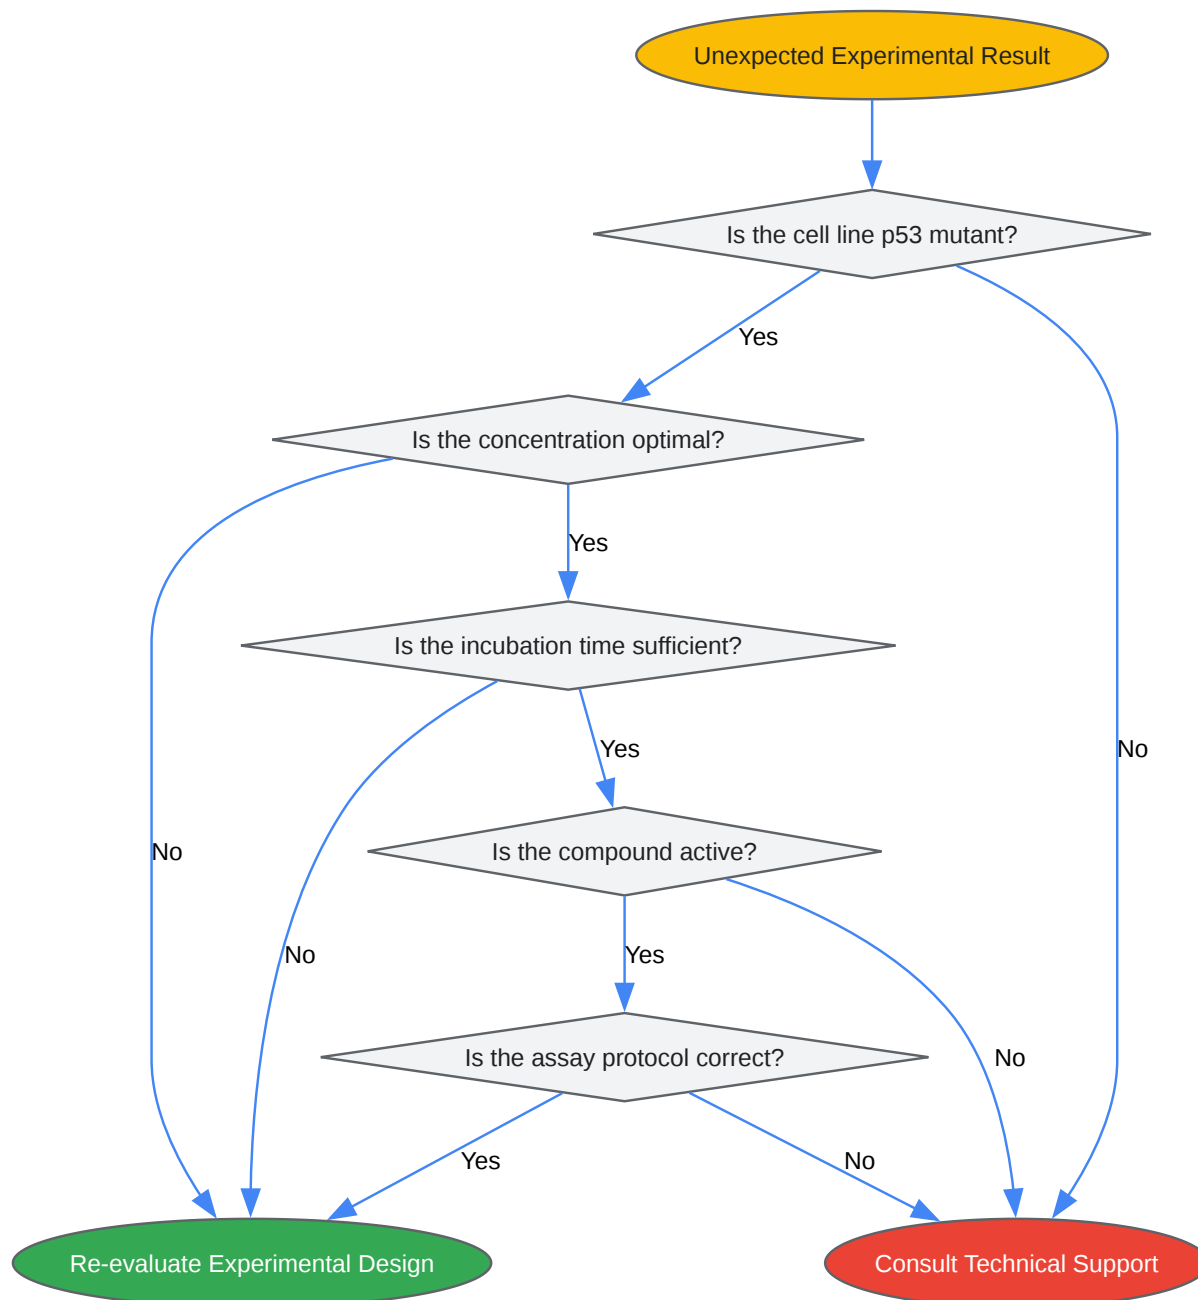 Unexpected Experimental Result
Is the cell line p53 mutant?
Yes
Is the concentration optimal?
Yes
Is the incubation time sufficient?
Yes
No
Is the compound active?
No
No
Yes
Is the assay protocol correct?
No
Yes
No
Re-evaluate Experimental Design
Consult Technical Support